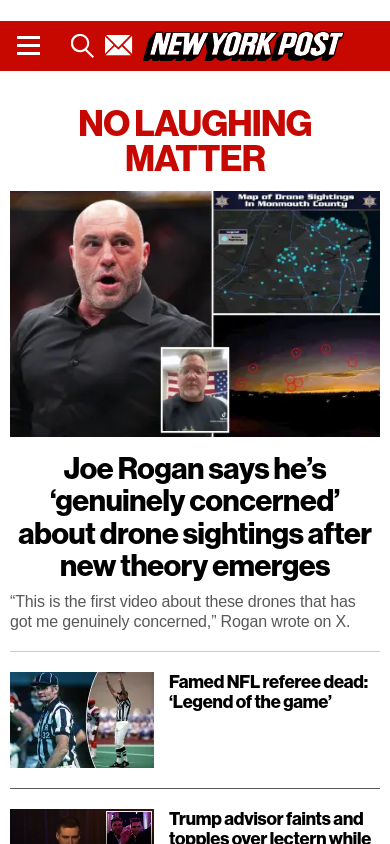 NEW YORK POST
NO LAUGHING
MATTER
Map of Drone Sightings
In Monmouth County
Joe Rogan says he’s
‘genuinely concerned’
about drone sightings after
new theory emerges
“This is the first video about these drones that has
got me genuinely concerned,” Rogan wrote on X.
Famed NFL referee dead:
‘Legend of the game’
32
Trump advisor faints and
topples over lectern while